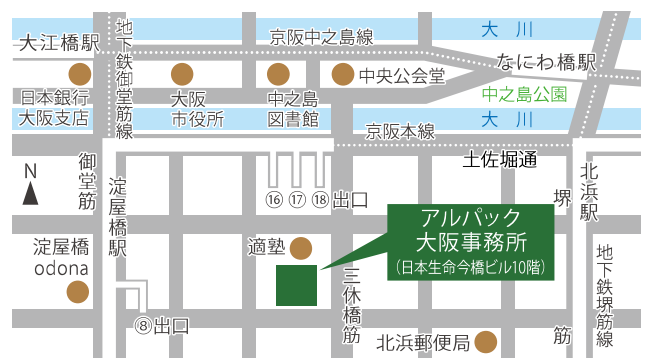 大川
地下鉄御堂筋線
京阪中之島線
大江橋駅
なにわ橋駅
中央公会堂
日本銀行
大阪支店
大阪
市役所
中之島
図書館
中之島公園
大川
京阪本線
土佐堀通
N
御堂筋
淀屋橋駅
⑯ ⑰ ⑱ 出口
堺筋
北浜駅
アルパック
大阪事務所
(日本生命今橋ビル10階)
適塾
淀屋橋
odona
三休橋筋
地下鉄堺筋線
⑧出口
北浜郵便局